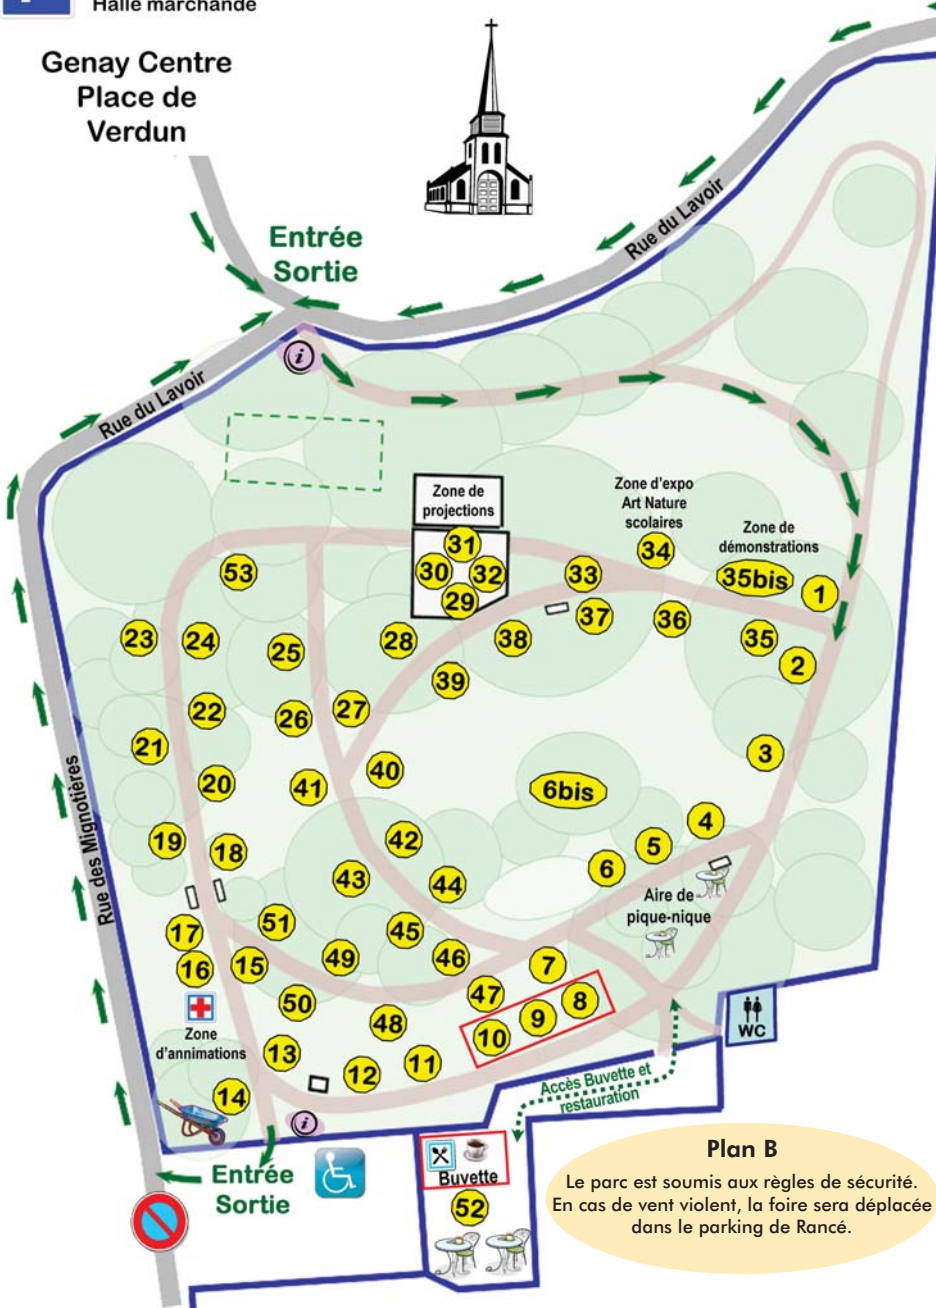 Halle marchande
Genay Centre
Place de
Verdun
Entrée
Sortie
Rue du Lavoir
Rue du Lavoir
i
Zone de
projections
Zone d'expo
Art Nature
scolaires
Zone de
démonstrations
31
30
32
29
53
33
34
35bis
1
23
24
25
28
38
37
36
35
2
39
22
26
27
21
3
20
41
40
6bis
Rue des Mignotières
19
18
42
4
5
6
43
44
Aire de
pique-nique
17
51
45
16
15
49
46
7
50
47
8
9
10
48
WC
Zone
d'annimations
13
11
12
14
i
Accès Buvette et
restauration
Entrée
Sortie
Buvette
52
Plan B
Le parc est soumis aux règles de sécurité.
En cas de vent violent, la foire sera déplacée
dans le parking de Rancé.